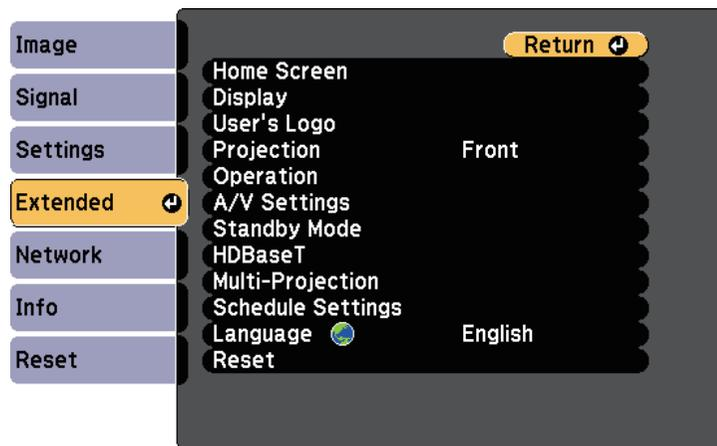 Image
Signal
Settings
Extended
Network
Info
Reset
Return
Home Screen
Display
User's Logo
Projection Front
Operation
A/V Settings
Standby Mode
HDBaseT
Multi-Projection
Schedule Settings
Language English
Reset